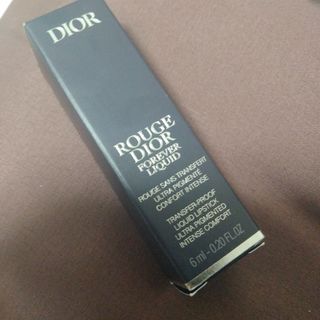 DIOR
ROUGE
DIOR
FOREVER
LIQUID
ROUGE SANS TRANSFERT
ULTRA PIGMENTÉ
CONFORT INTENSE
TRANSFER-PROOF
LIQUID LIPSTICK
ULTRA PIGMENTED
INTENSE COMFORT
6 ml - 0.20 FL.OZ